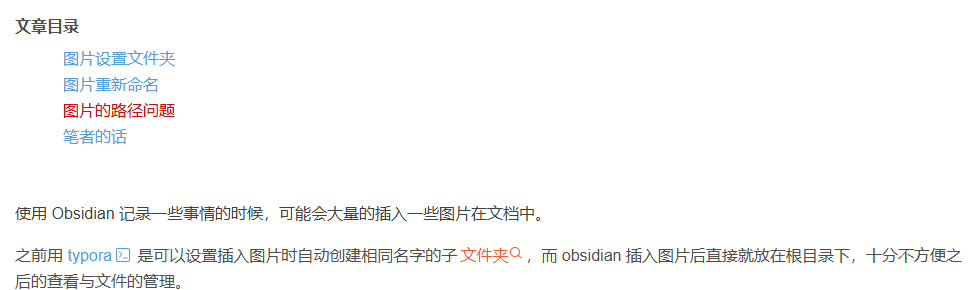 文章目录
图片设置文件夹
图片重新命名
图片的路径问题
笔者的话
使用 Obsidian 记录一些事情的时候，可能会大量的插入一些图片在文档中。
之前用 typora 是可以设置插入图片时自动创建相同名字的子 文件夹，而 obsidian 插入图片后直接就放在根目录下，十分不方便之
后的查看与文件的管理。